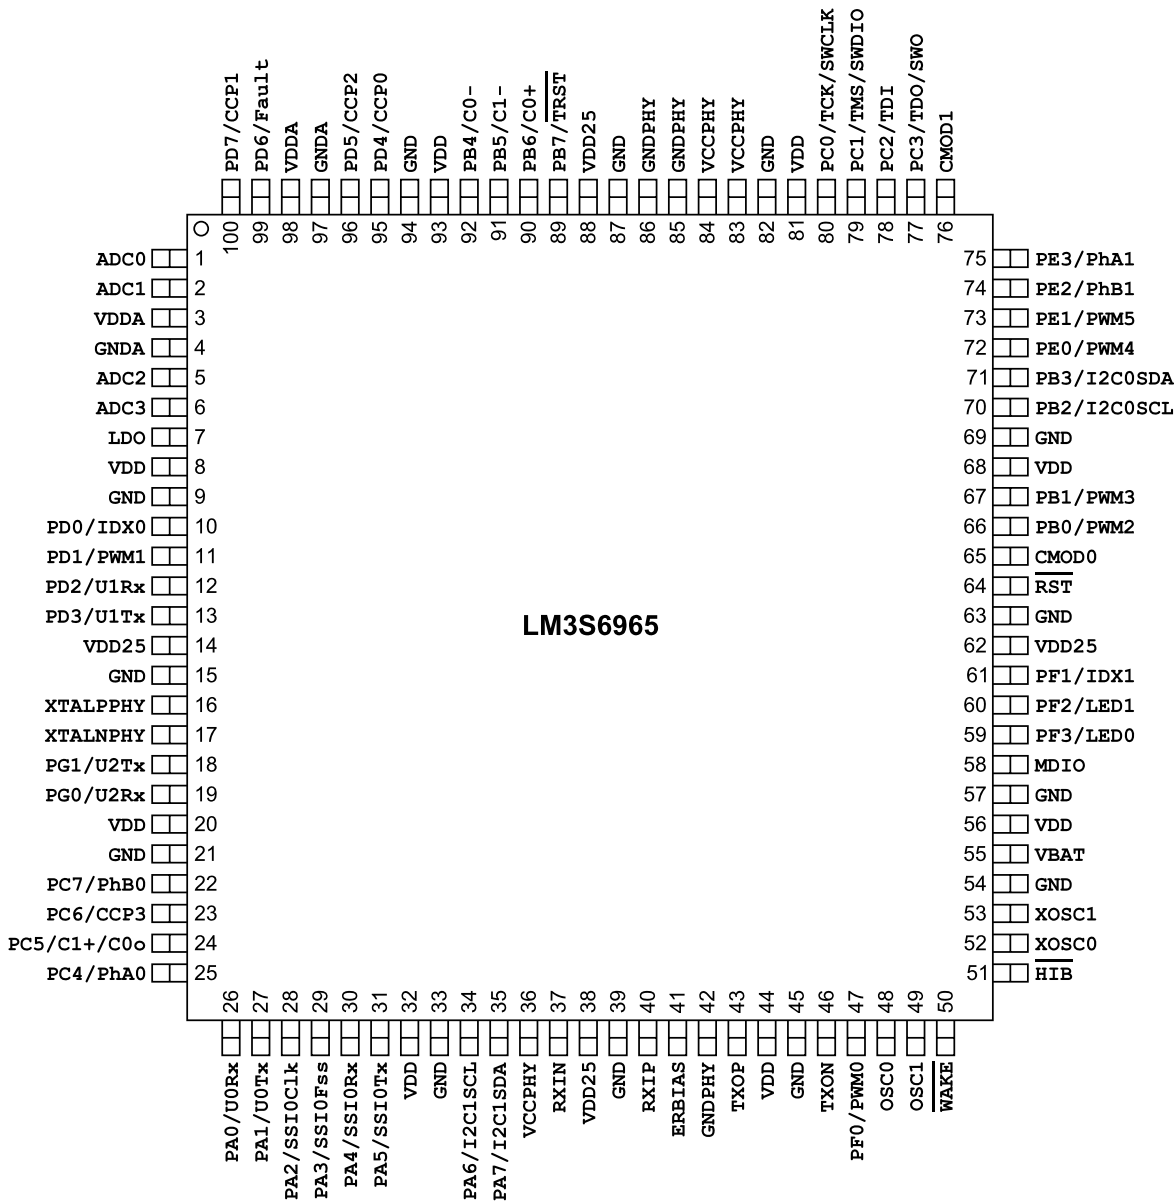 PD7/CCP1
PD6/Fault
VDDA
GNDA
PD5/CCP2
PD4/CCP0
GND
VDD
PB4/C0-
PB5/C1-
PB6/C0+
PB7/TRST
VDD25
GND
GNDPHY
GNDPHY
VCCPHY
VCCPHY
GND
VDD
PC0/TCK/SWCLK
PC1/TMS/SWDIO
PC2/TDI
PC3/TDO/SWO
CMOD1
100
99
98
97
96
95
94
93
92
91
90
89
88
87
86
85
84
83
82
81
80
79
78
77
76
ADC0 1
ADC1 2
VDDA 3
GNDA 4
ADC2 5
ADC3 6
LDO 7
VDD 8
GND 9
PD0/IDX0 10
PD1/PWM1 11
PD2/U1Rx 12
PD3/U1Tx 13
VDD25 14
GND 15
XTALPPHY 16
XTALNPHY 17
PG1/U2Tx 18
PG0/U2Rx 19
VDD 20
GND 21
PC7/PhB0 22
PC6/CCP3 23
PC5/C1+/C0o 24
PC4/PhA0 25
LM3S6965
75 PE3/PhA1
74 PE2/PhB1
73 PE1/PWM5
72 PE0/PWM4
71 PB3/I2C0SDA
70 PB2/I2C0SCL
69 GND
68 VDD
67 PB1/PWM3
66 PB0/PWM2
65 CMOD0
64 RST
63 GND
62 VDD25
61 PF1/IDX1
60 PF2/LED1
59 PF3/LED0
58 MDIO
57 GND
56 VDD
55 VBAT
54 GND
53 XOSC1
52 XOSC0
51 HIB
26
27
28
29
30
31
32
33
34
35
36
37
38
39
40
41
42
43
44
45
46
47
48
49
50
PA0/U0Rx
PA1/U0Tx
PA2/SSI0Clk
PA3/SSI0Fss
PA4/SSI0Rx
PA5/SSI0Tx
VDD
GND
PA6/I2C1SCL
PA7/I2C1SDA
VCCPHY
RXIN
VDD25
GND
RXIP
ERBIAS
GNDPHY
TXOP
VDD
GND
TXON
PF0/PWM0
OSC0
OSC1
WAKE